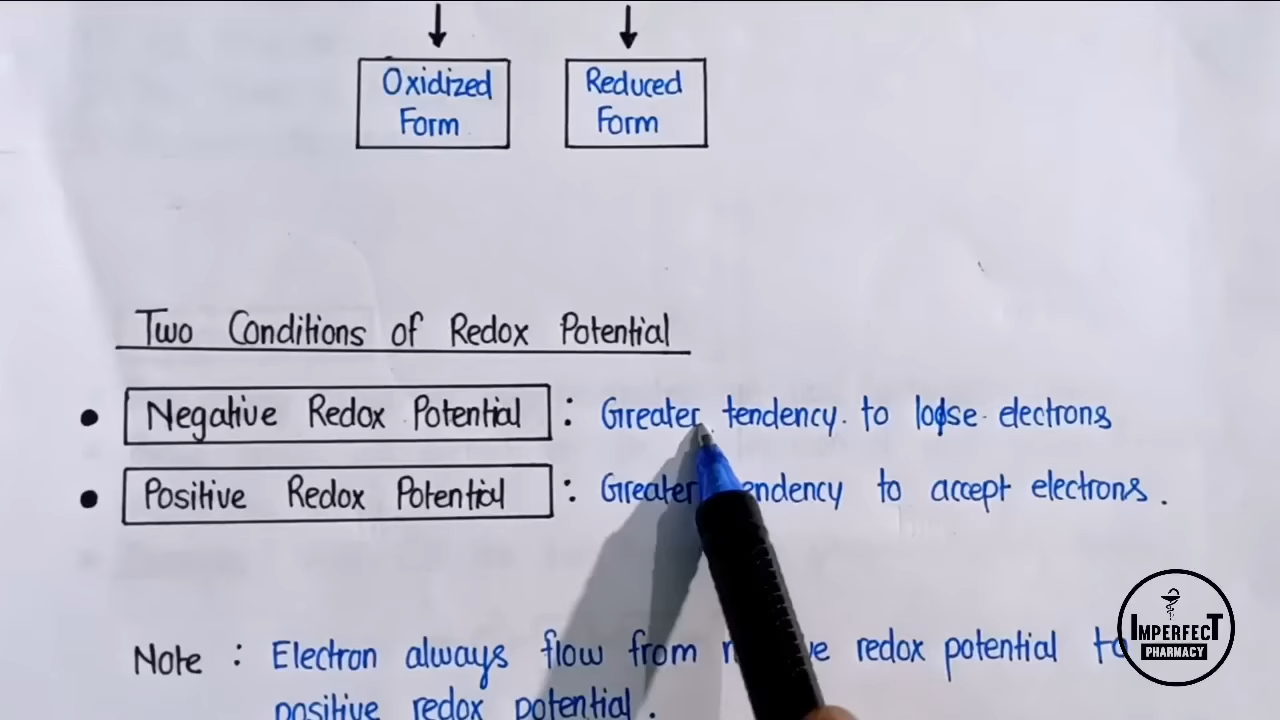 Oxidized Form
Reduced Form
Two Conditions of Redox Potential
• Negative Redox Potential : Greater tendency to loose electrons
• Positive Redox Potential : Greater tendency to accept electrons.
Note : Electron always flow from redox potential to
positive redox potential.
IMPERFECT
PHARMACY